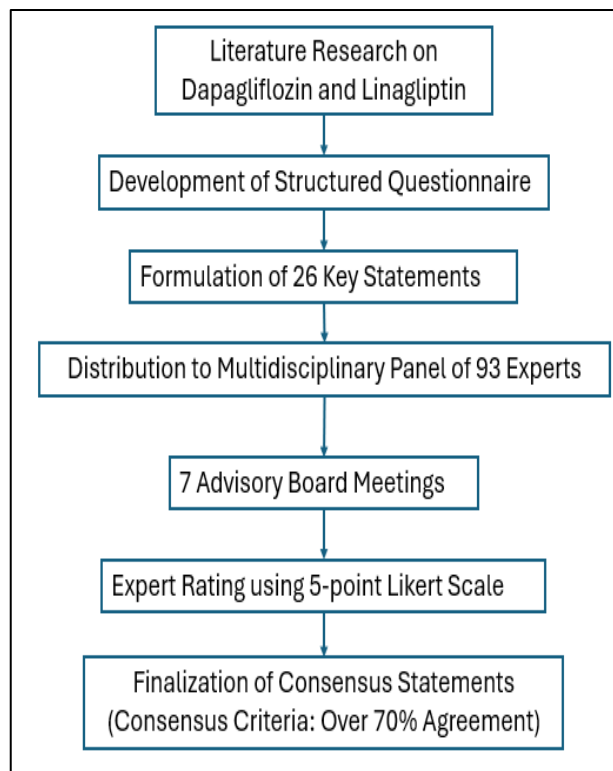 Literature Research on
Dapagliflozin and Linagliptin
Development of Structured Questionnaire
Formulation of 26 Key Statements
Distribution to Multidisciplinary Panel of 93 Experts
7 Advisory Board Meetings
Expert Rating using 5-point Likert Scale
Finalization of Consensus Statements
(Consensus Criteria: Over 70% Agreement)